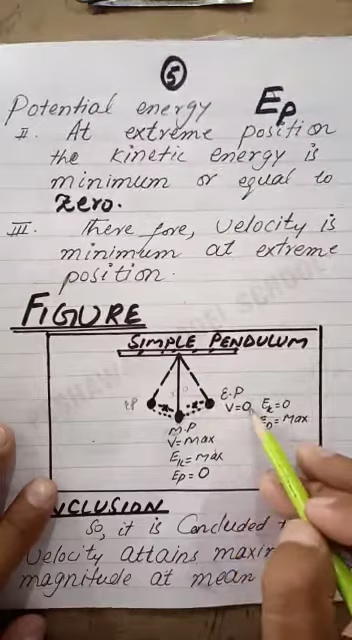 5
Potential energy Ep
II. At extreme position
the kinetic energy is
minimum or equal to
zero.
III. There fore, velocity is
minimum at extreme
position.
FIGURE
SIMPLE PENDULUM
E.P
E.P
V=0 Ek=0
Ep=Max
M.P
V=max
Ek=max
Ep=0
NCLUSION
So, it is Concluded
Velocity attains maxi
magnitude at mean